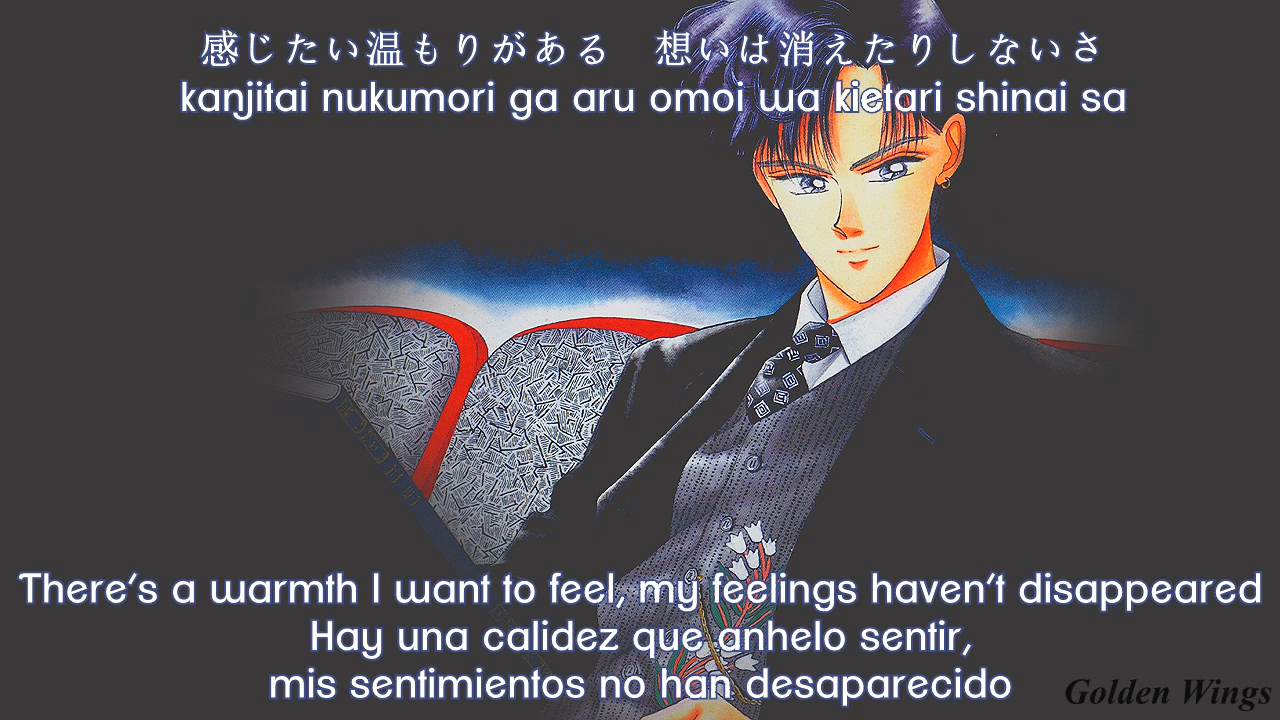 感じたい温もりがある　想いは消えたりしないさ
kanjitai nukumori ga aru omoi wa kietari shinai sa
There's a warmth I want to feel, my feelings haven't disappeared
Hay una calidez que anhelo sentir,
mis sentimientos no han desaparecido
Golden Wings